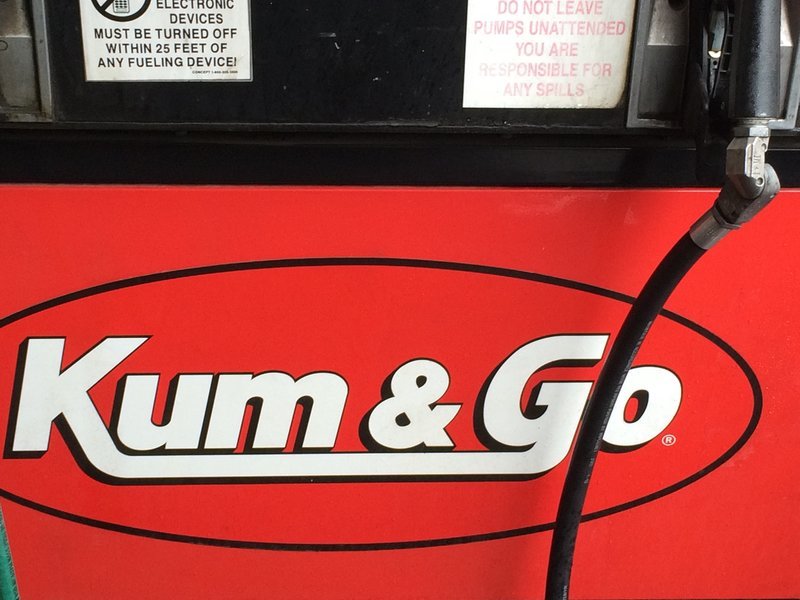 ELECTRONIC
DEVICES
MUST BE TURNED OFF
WITHIN 25 FEET OF
ANY FUELING DEVICE!
DO NOT LEAVE
PUMPS UNATTENDED
YOU ARE
RESPONSIBLE FOR
ANY SPILLS
Kum & Go ®